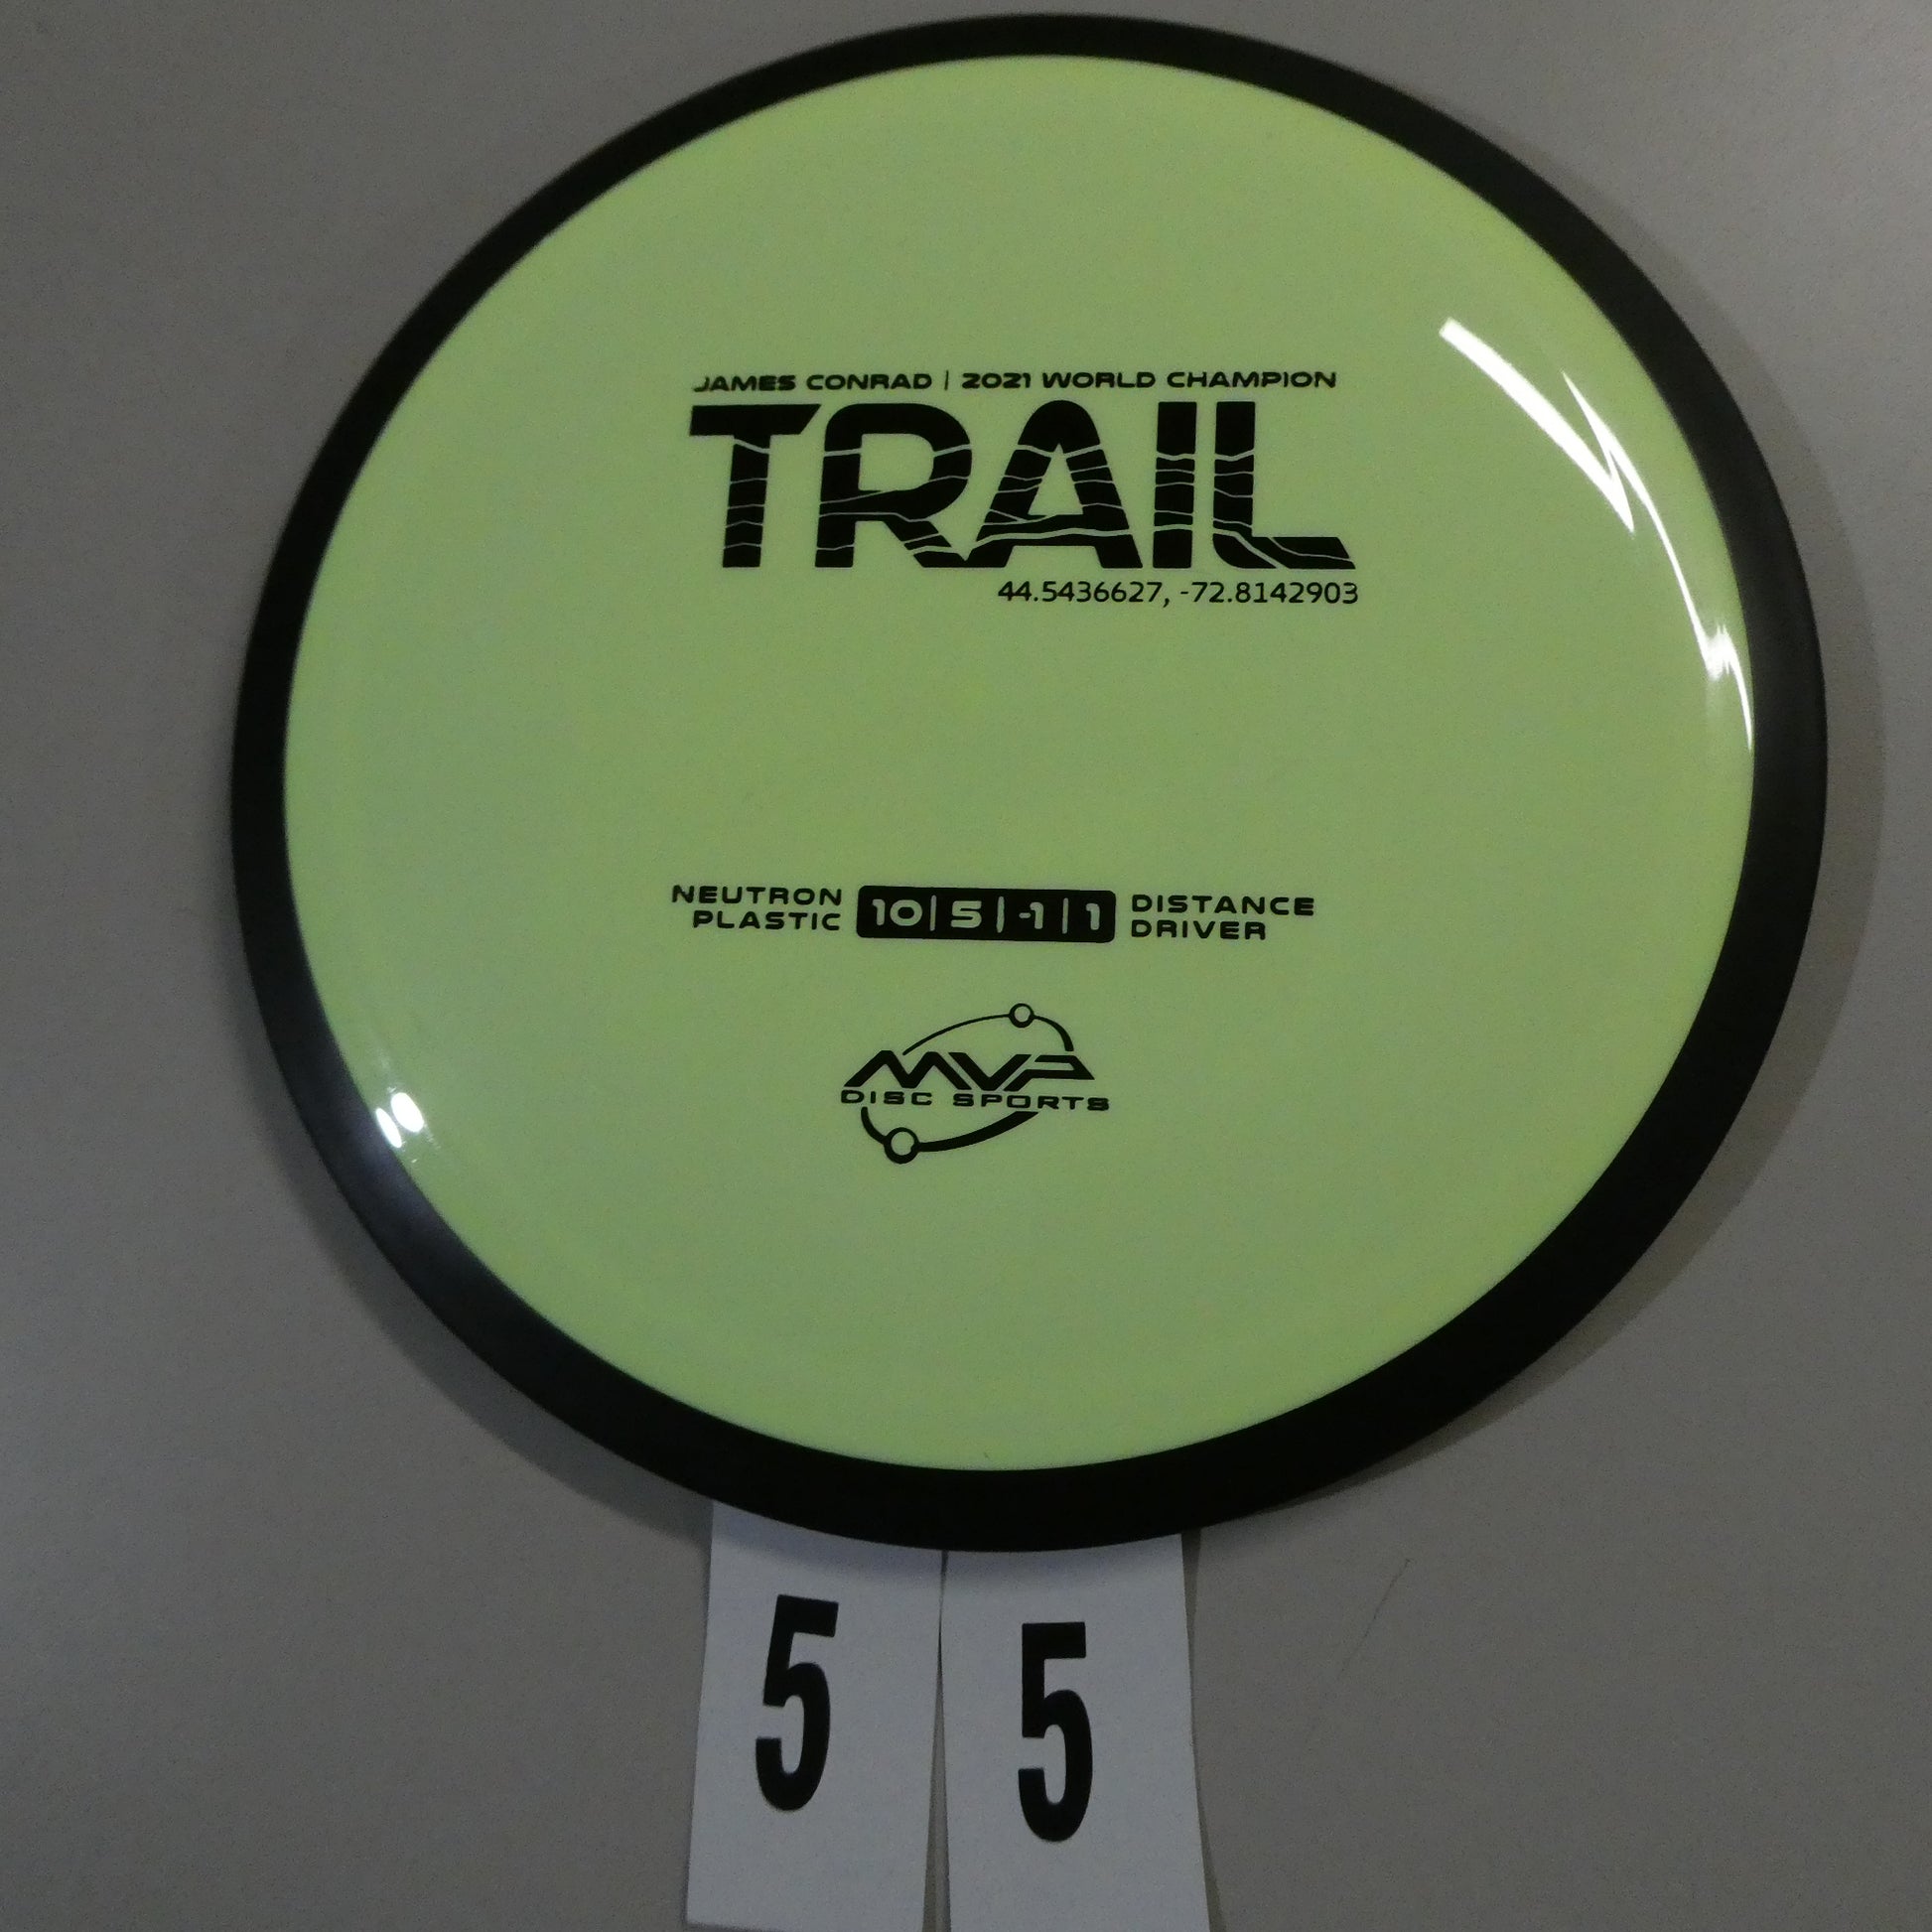 JAMES CONRAD | 2021 WORLD CHAMPION
TRAIL
44.5436627, -72.8142903
NEUTRON PLASTIC 10|5|-1|1 DISTANCE DRIVER
MVP
DISC SPORTS
5 5